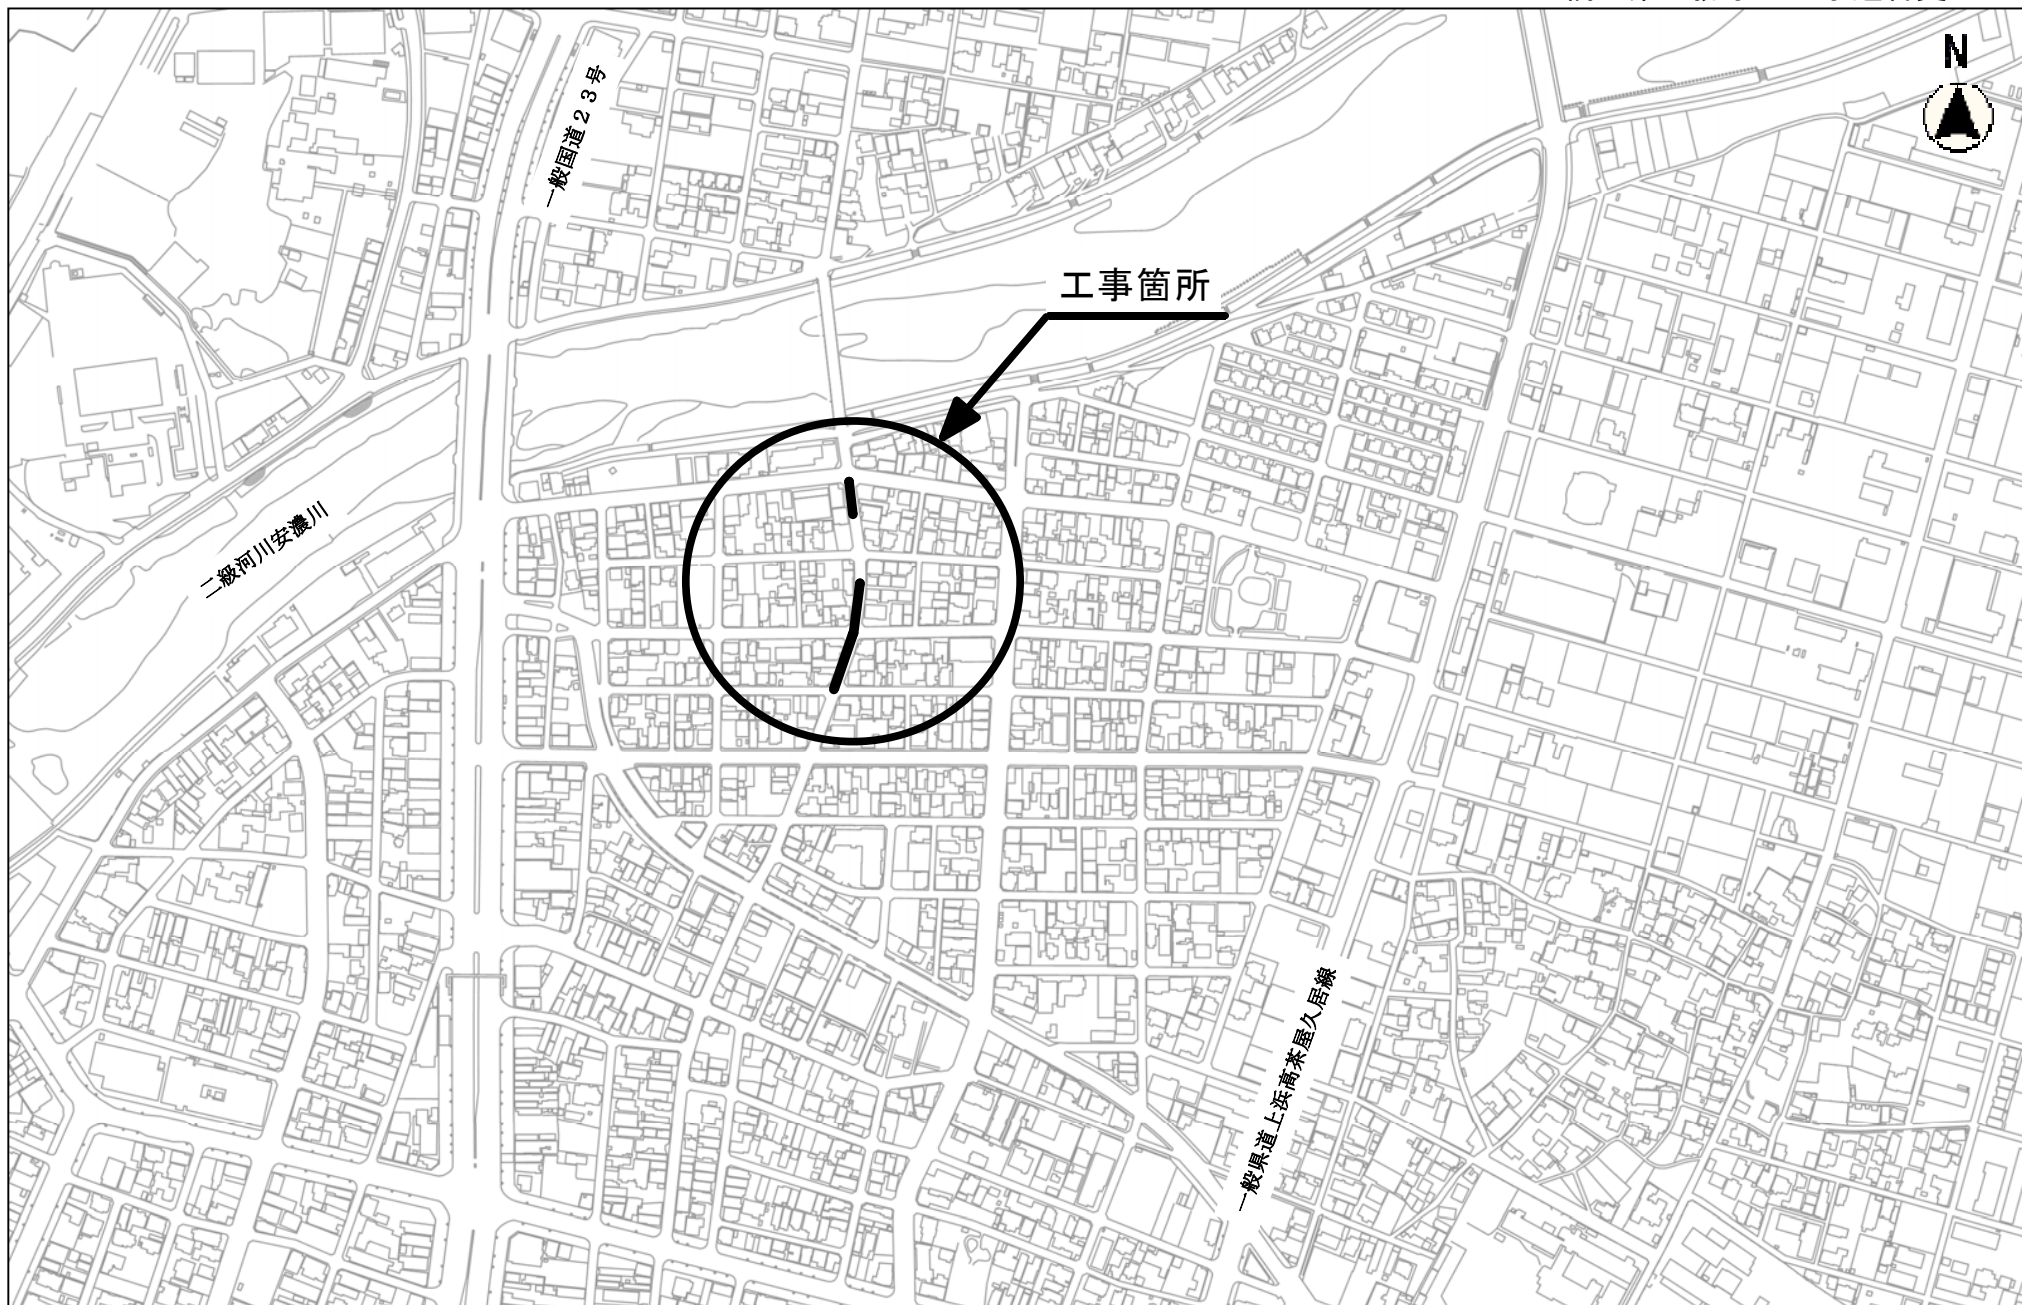 N
一般国道２３号
工事箇所
二級河川安濃川
一般県道上浜高茶屋久居線